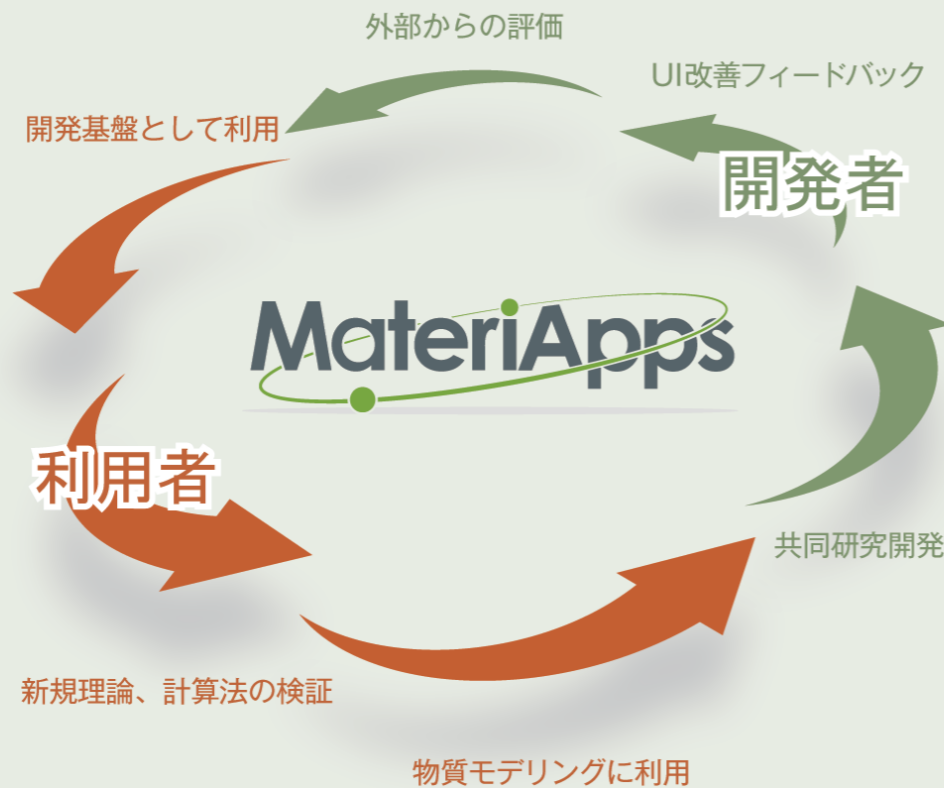 外部からの評価
UI改善フィードバック
開発基盤として利用
開発者
MateriApps
利用者
共同研究開発
新規理論、計算法の検証
物質モデリングに利用